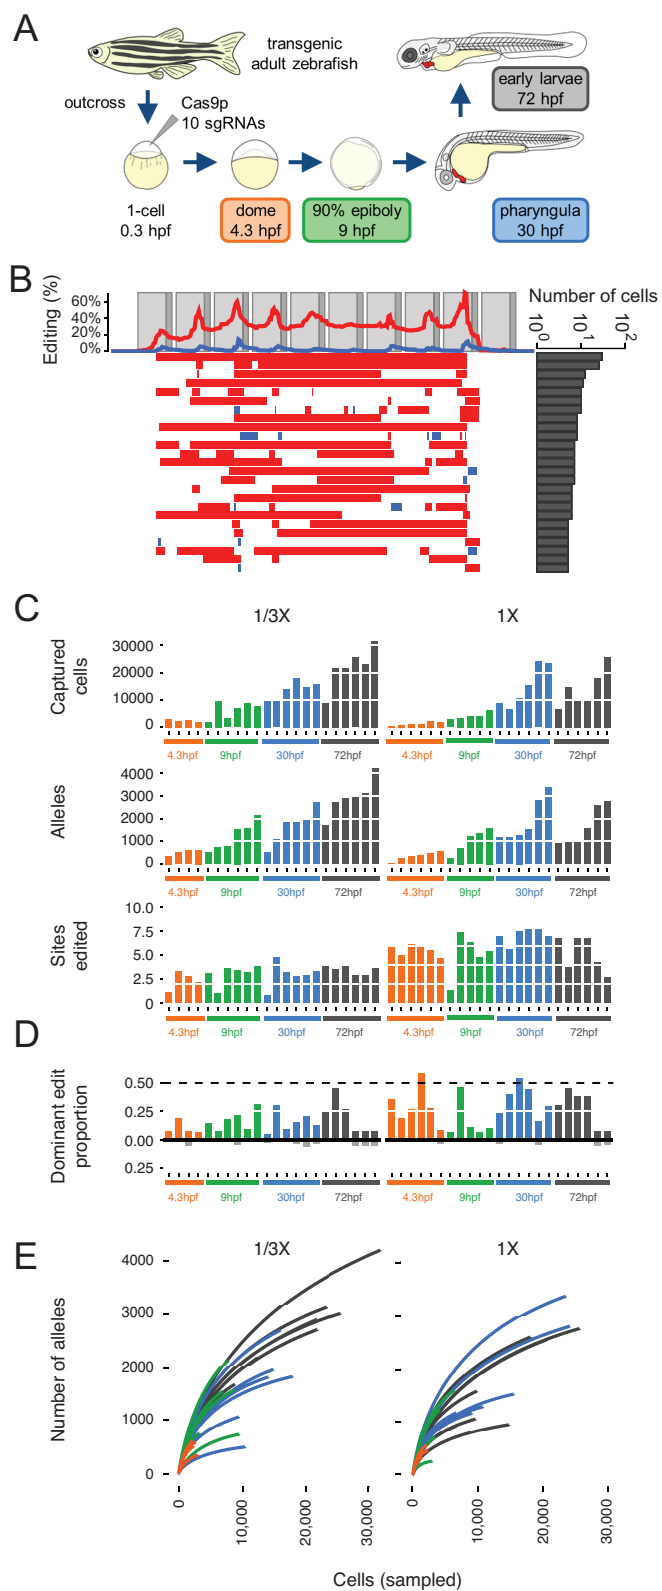 A
transgenic
adult zebrafish
outcross
Cas9p
10 sgRNAs
early larvae
72 hpf
1-cell
0.3 hpf
dome
4.3 hpf
90% epiboly
9 hpf
pharyngula
30 hpf
B
Editing (%)
60%
40%
20%
0%
Number of cells
10^0 10^1 10^2
C
1/3X 1X
Captured
cells
30000
20000
10000
0
4.3hpf 9hpf 30hpf 72hpf 4.3hpf 9hpf 30hpf 72hpf
Alleles
4000
3000
2000
1000
0
4.3hpf 9hpf 30hpf 72hpf 4.3hpf 9hpf 30hpf 72hpf
Sites
edited
10.0
7.5
5.0
2.5
0
4.3hpf 9hpf 30hpf 72hpf 4.3hpf 9hpf 30hpf 72hpf
D
Dominant edit
proportion
0.50
0.25
0.00
0.25
4.3hpf 9hpf 30hpf 72hpf 4.3hpf 9hpf 30hpf 72hpf
E
1/3X 1X
Number of alleles
4000
3000
2000
1000
0
0 10,000 20,000 30,000 0 10,000 20,000 30,000
Cells (sampled)